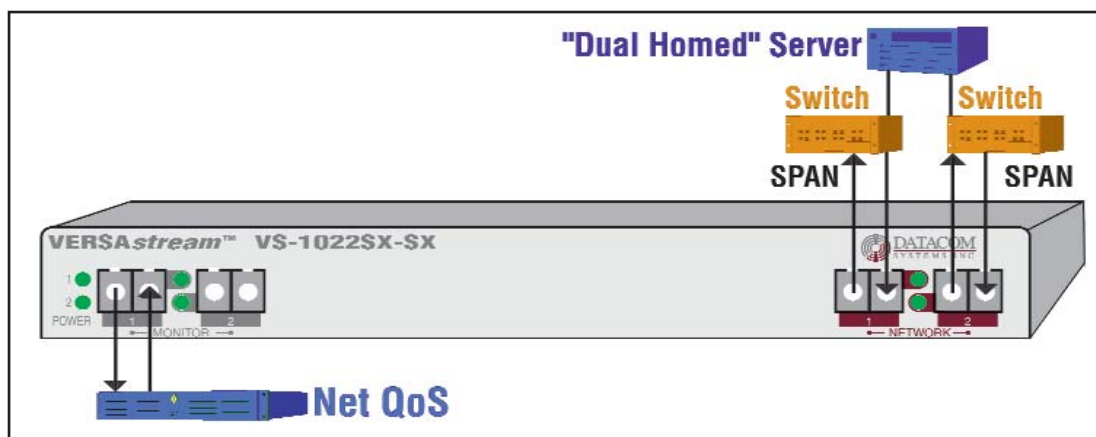 "Dual Homed" Server
Switch
Switch
SPAN
SPAN
VERSAstream™ VS-1022SX-SX
DATACOM
SYSTEMS INC
1
2
POWER
1
2
MONITOR
1
2
NETWORK
Net QoS